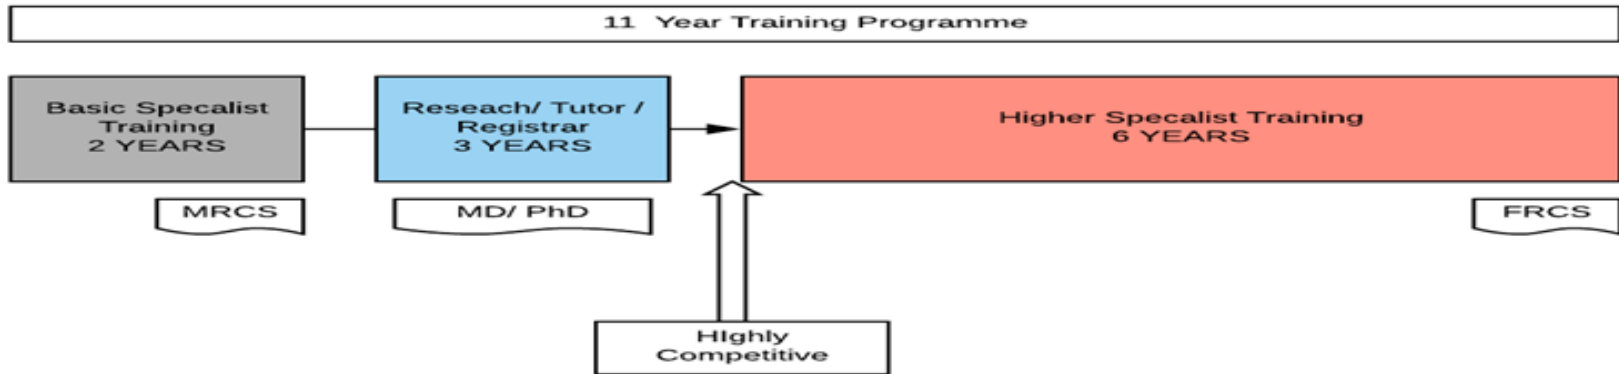 11 Year Training Programme
Basic Specalist
Training
2 YEARS
Reseach/ Tutor /
Registrar
3 YEARS
Higher Specalist Training
6 YEARS
MRCS
MD/ PhD
FRCS
HIghly
Competitive